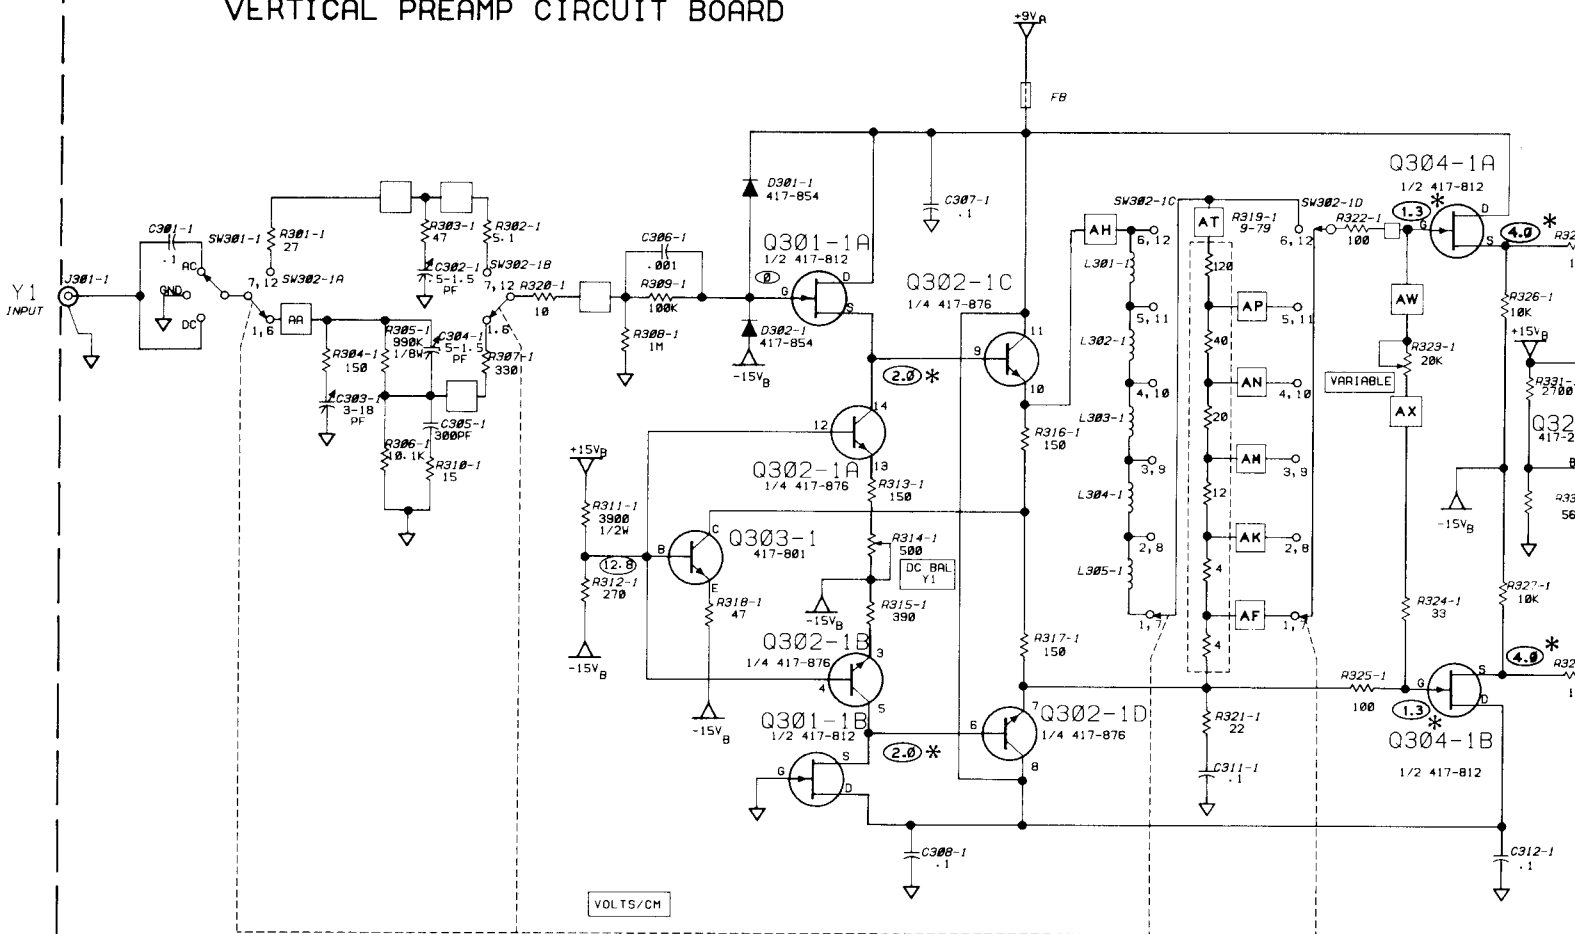 VERTICAL PREAMP CIRCUIT BOARD
+9VA
FB
Y1
INPUT
J301-1
C301-1
.1
AC
GND
DC
SW301-1
R301-1
27
7,12
SW302-1A
1,6
AA
R303-1
47
R302-1
5.1
C302-1
.5-1.5
PF
SW302-1B
7,12
1,6
R320-1
10
R304-1
150
C303-1
3-18
PF
R305-1
990K
1/8W
C304-1
.5-1.5
PF
R307-1
330
C305-1
300PF
R306-1
10.1K
R310-1
15
C306-1
.001
R309-1
100K
R308-1
1M
D301-1
417-854
D302-1
417-854
-15VB
Q301-1A
1/2 417-812
0
G
D
S
C307-1
.1
Q302-1C
1/4 417-876
11
9
10
2.0 *
14
12
13
Q302-1A
1/4 417-876
R313-1
150
R314-1
500
DC BAL
Y1
-15VB
R315-1
390
+15VB
R311-1
3900
1/2W
12.8
R312-1
270
-15VB
Q303-1
417-801
B
C
E
R318-1
47
-15VB
Q302-1B
1/4 417-876
3
4
5
Q301-1B
1/2 417-812
G
S
D
2.0 *
C308-1
.1
R316-1
150
R317-1
150
6
7
8
Q302-1D
1/4 417-876
AH
SW302-1C
6,12
L301-1
5,11
L302-1
4,10
L303-1
3,9
L304-1
2,8
L305-1
1,7
AT
R319-1
9-79
120
AP
5,11
40
AN
4,10
20
AM
3,9
12
AK
2,8
4
AF
1,7
4
SW302-1D
6,12
R322-1
100
R321-1
22
C311-1
.1
Q304-1A
1/2 417-812
1.3 *
G
D
S
4.0 *
AW
R323-1
20K
VARIABLE
AX
R324-1
33
R325-1
100
1.3 *
G
S
D
4.0 *
Q304-1B
1/2 417-812
R326-1
10K
+15VB
R331-
2700
Q32
417-2
B
-15VB
R33
56
R327-1
10K
R32
1
R32
1
C312-1
.1
VOLTS/CM